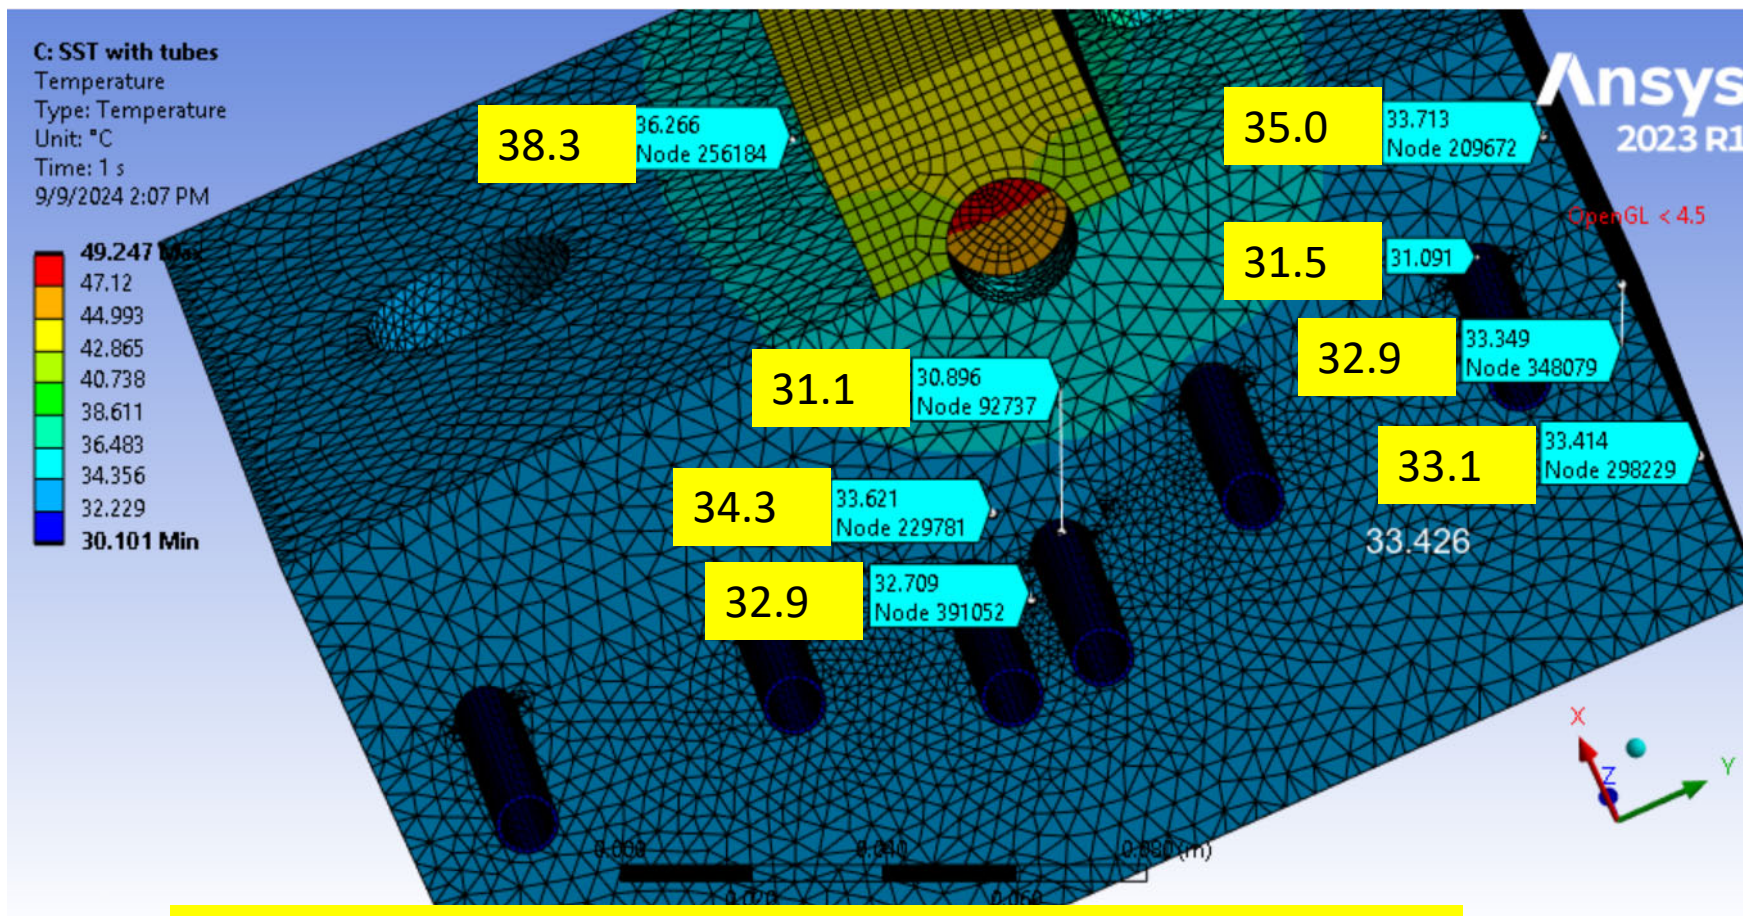 C: SST with tubes
Temperature
Type: Temperature
Unit: °C
Time: 1 s
9/9/2024 2:07 PM
49.247 Max
47.12
44.993
42.865
40.738
38.611
36.483
34.356
32.229
30.101 Min
38.3
36.266
Node 256184
35.0
33.713
Node 209672
Ansys
2023 R1
OpenGL < 4.5
31.5
31.091
32.9
33.349
Node 348079
31.1
30.896
Node 92737
33.1
33.414
Node 298229
34.3
33.621
Node 229781
33.426
32.9
32.709
Node 391052
X
Y
Z
0.000
0.040
0.080 (m)
0.020
0.060